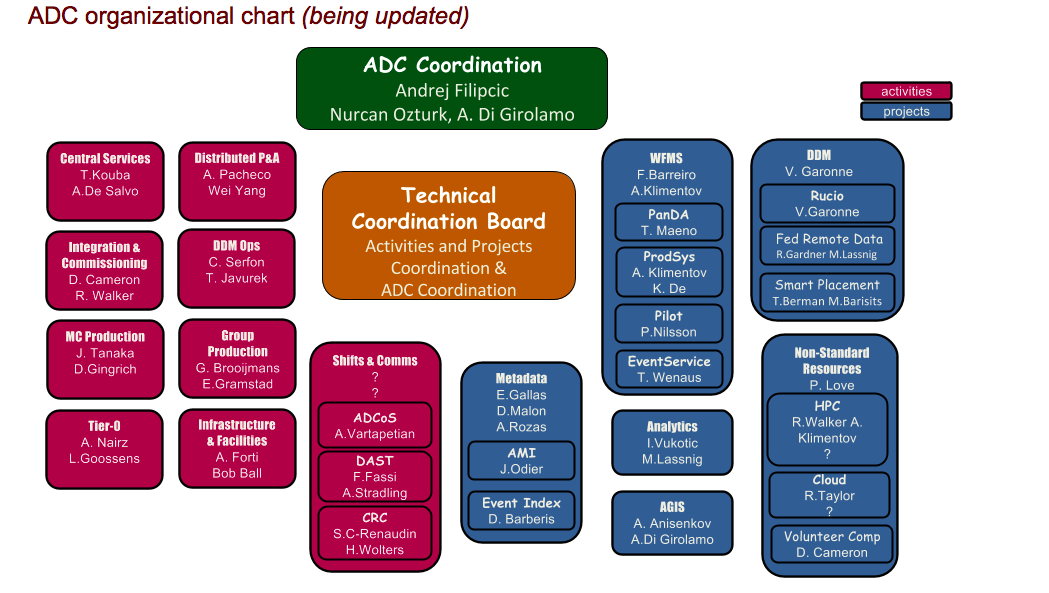 ADC organizational chart (being updated)
ADC Coordination
Andrej Filipcic
Nurcan Ozturk, A. Di Girolamo
activities
projects
Central Services
T.Kouba
A.De Salvo
Distributed P&A
A. Pacheco
Wei Yang
Integration &
Commissioning
D. Cameron
R. Walker
DDM Ops
C. Serfon
T. Javurek
MC Production
J. Tanaka
D.Gingrich
Group
Production
G. Brooijmans
E.Gramstad
Tier-0
A. Nairz
L.Goossens
Infrastructure
& Facilities
A. Forti
Bob Ball
Technical
Coordination Board
Activities and Projects
Coordination &
ADC Coordination
Shifts & Comms
?
?
ADCoS
A.Vartapetian
DAST
F.Fassi
A.Stradling
CRC
S.C-Renaudin
H.Wolters
Metadata
E.Gallas
D.Malon
A.Rozas
AMI
J.Odier
Event Index
D. Barberis
WFMS
F.Barreiro
A.Klimentov
PanDA
T. Maeno
ProdSys
A. Klimentov
K. De
Pilot
P.Nilsson
EventService
T. Wenaus
Analytics
I.Vukotic
M.Lassnig
AGIS
A. Anisenkov
A.Di Girolamo
DDM
V. Garonne
Rucio
V.Garonne
Fed Remote Data
R.Gardner M.Lassnig
Smart Placement
T.Berman M.Barisits
Non-Standard
Resources
P. Love
HPC
R.Walker A.
Klimentov
?
Cloud
R.Taylor
?
Volunteer Comp
D. Cameron